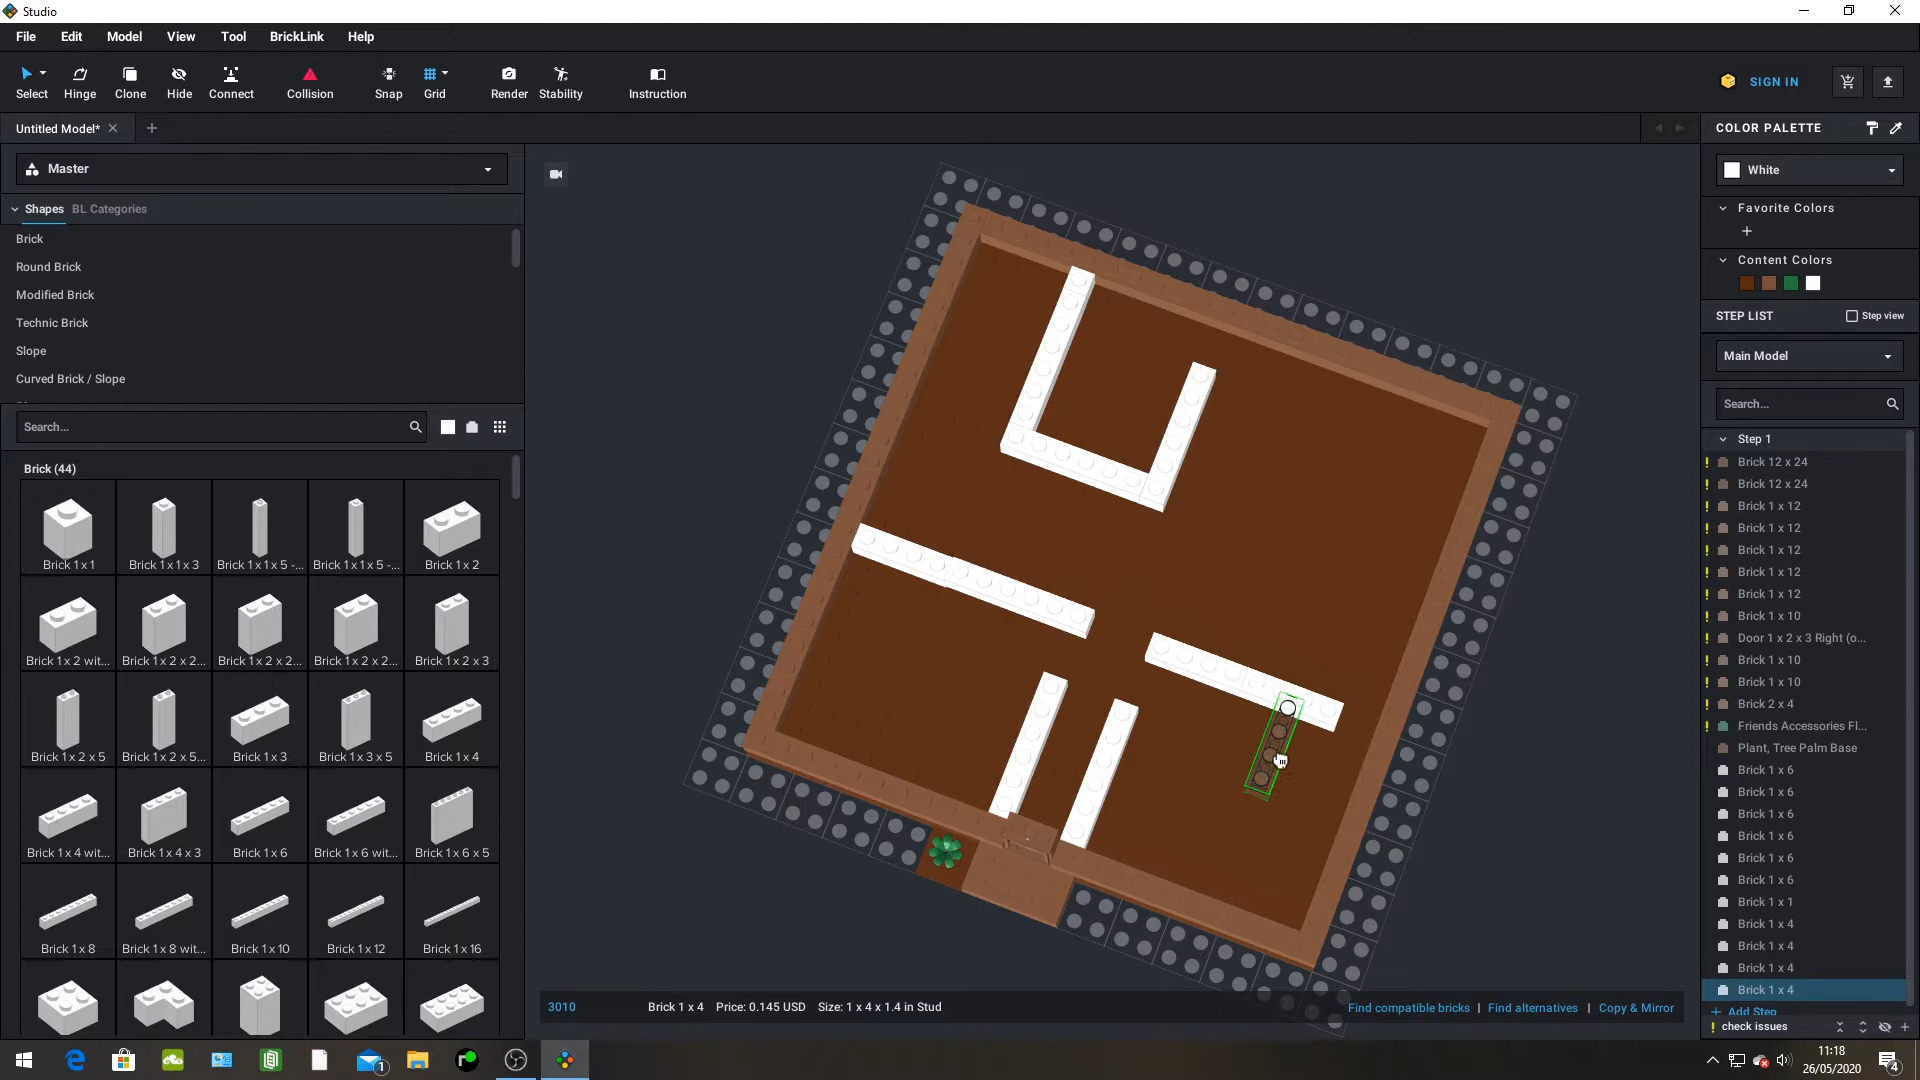 Studio
File Edit Model View Tool BrickLink Help
Select Hinge Clone Hide Connect Collision Snap Grid Render Stability Instruction SIGN IN
Untitled Model*
Master
Shapes BL Categories
Brick
Round Brick
Modified Brick
Technic Brick
Slope
Curved Brick / Slope
Search...
Brick (44)
Brick 1 x 1 Brick 1 x 1 x 3 Brick 1 x 1 x 5 -... Brick 1 x 1 x 5 -... Brick 1 x 2
Brick 1 x 2 wit... Brick 1 x 2 x 2... Brick 1 x 2 x 2... Brick 1 x 2 x 2... Brick 1 x 2 x 3
Brick 1 x 2 x 5 Brick 1 x 2 x 5... Brick 1 x 3 Brick 1 x 3 x 5 Brick 1 x 4
Brick 1 x 4 wit... Brick 1 x 4 x 3 Brick 1 x 6 Brick 1 x 6 wit... Brick 1 x 6 x 5
Brick 1 x 8 Brick 1 x 8 wit... Brick 1 x 10 Brick 1 x 12 Brick 1 x 16
3010 Brick 1 x 4 Price: 0.145 USD Size: 1 x 4 x 1.4 in Stud Find compatible bricks | Find alternatives | Copy & Mirror
COLOR PALETTE
White
Favorite Colors
+
Content Colors
STEP LIST Step view
Main Model
Search...
Step 1
! Brick 12 x 24
! Brick 12 x 24
! Brick 1 x 12
! Brick 1 x 12
! Brick 1 x 12
! Brick 1 x 12
! Brick 1 x 12
! Brick 1 x 10
! Door 1 x 2 x 3 Right (o...
! Brick 1 x 10
! Brick 1 x 10
! Brick 2 x 4
! Friends Accessories Fl...
Plant, Tree Palm Base
Brick 1 x 6
Brick 1 x 6
Brick 1 x 6
Brick 1 x 6
Brick 1 x 6
Brick 1 x 6
Brick 1 x 1
Brick 1 x 4
Brick 1 x 4
Brick 1 x 4
Brick 1 x 4
+ Add Step
! check issues
1
11:18
26/05/2020
4